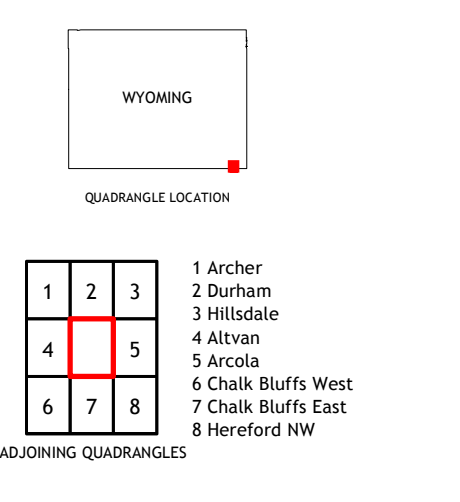 WYOMING
QUADRANGLE LOCATION
1 2 3
4 5
6 7 8
1 Archer
2 Durham
3 Hillsdale
4 Altvan
5 Arcola
6 Chalk Bluffs West
7 Chalk Bluffs East
8 Hereford NW
ADJOINING QUADRANGLES